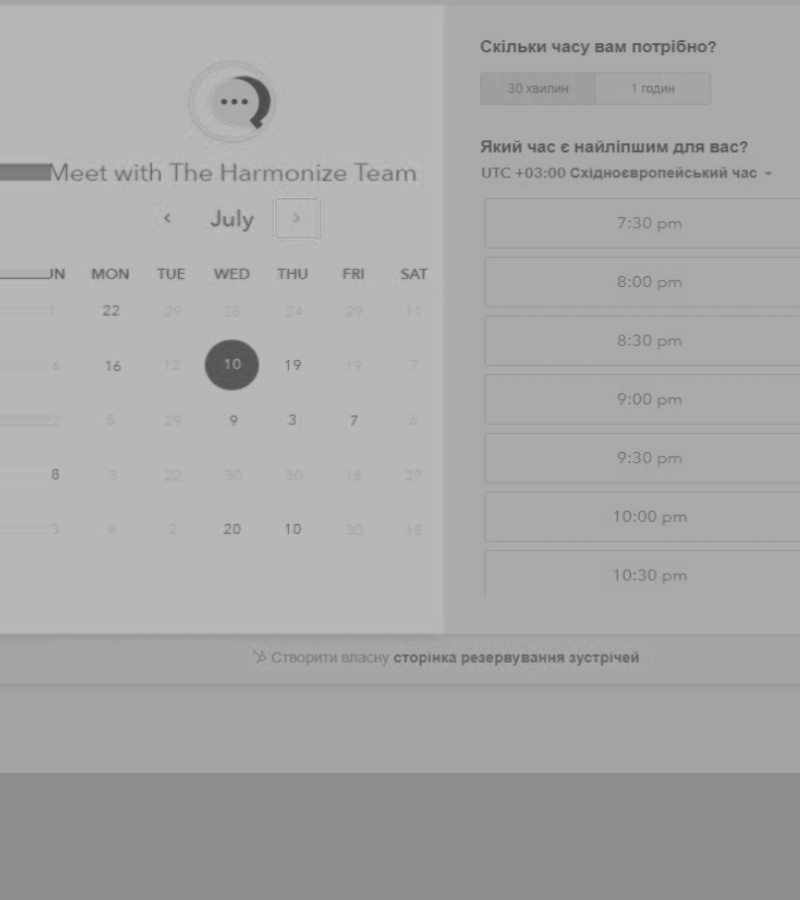 Meet with The Harmonize Team
July
UN MON TUE WED THU FRI SAT
1 22 29 25 24 29 11
6 16 12 10 19 19 7
2 5 29 9 3 7 6
8 3 22 30 30 18 27
3 8 2 20 10 30 18
Скільки часу вам потрібно?
30 хвилин 1 годин
Який час є найліпшим для вас?
UTC +03:00 Східноєвропейський час
7:30 pm
8:00 pm
8:30 pm
9:00 pm
9:30 pm
10:00 pm
10:30 pm
Створити власну сторінка резервування зустрічей